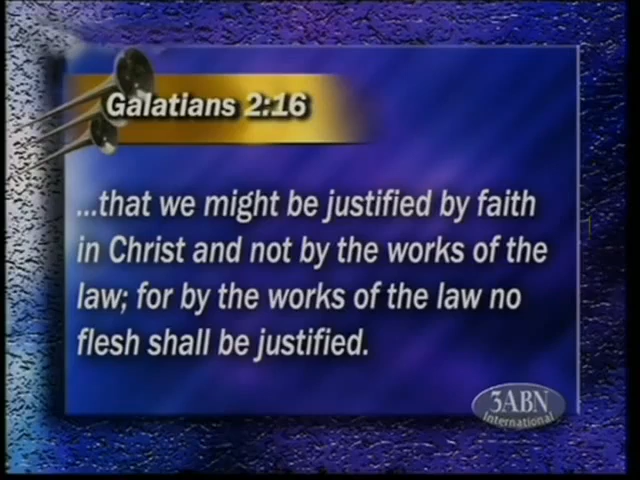 Galatians 2:16
...that we might be justified by faith
in Christ and not by the works of the
law; for by the works of the law no
flesh shall be justified.
3ABN
International